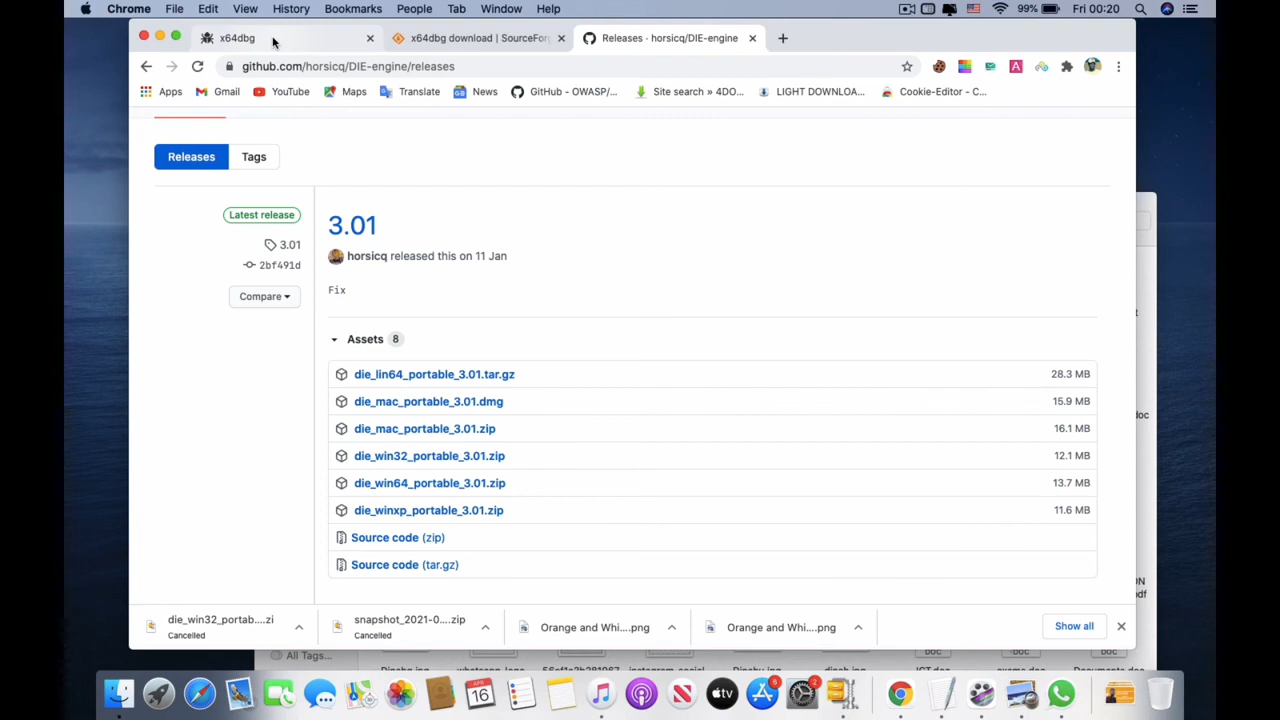 Chrome File Edit View History Bookmarks People Tab Window Help 99% Fri 00:20
x64dbg x64dbg download | SourceFor Releases · horsicq/DIE-engine
github.com/horsicq/DIE-engine/releases
Apps Gmail YouTube Maps Translate News GitHub - OWASP/... Site search » 4DO... LIGHT DOWNLOA... Cookie-Editor - C...
Releases Tags
Latest release
3.01
2bf491d
Compare
3.01
horsicq released this on 11 Jan
Fix
Assets 8
die_lin64_portable_3.01.tar.gz 28.3 MB
die_mac_portable_3.01.dmg 15.9 MB
die_mac_portable_3.01.zip 16.1 MB
die_win32_portable_3.01.zip 12.1 MB
die_win64_portable_3.01.zip 13.7 MB
die_winxp_portable_3.01.zip 11.6 MB
Source code (zip)
Source code (tar.gz)
die_win32_portab....zi
Cancelled
snapshot_2021-0....zip
Cancelled
Orange and Whi....png
Orange and Whi....png
Show all
All Tags...
APR
16
tv
6
2